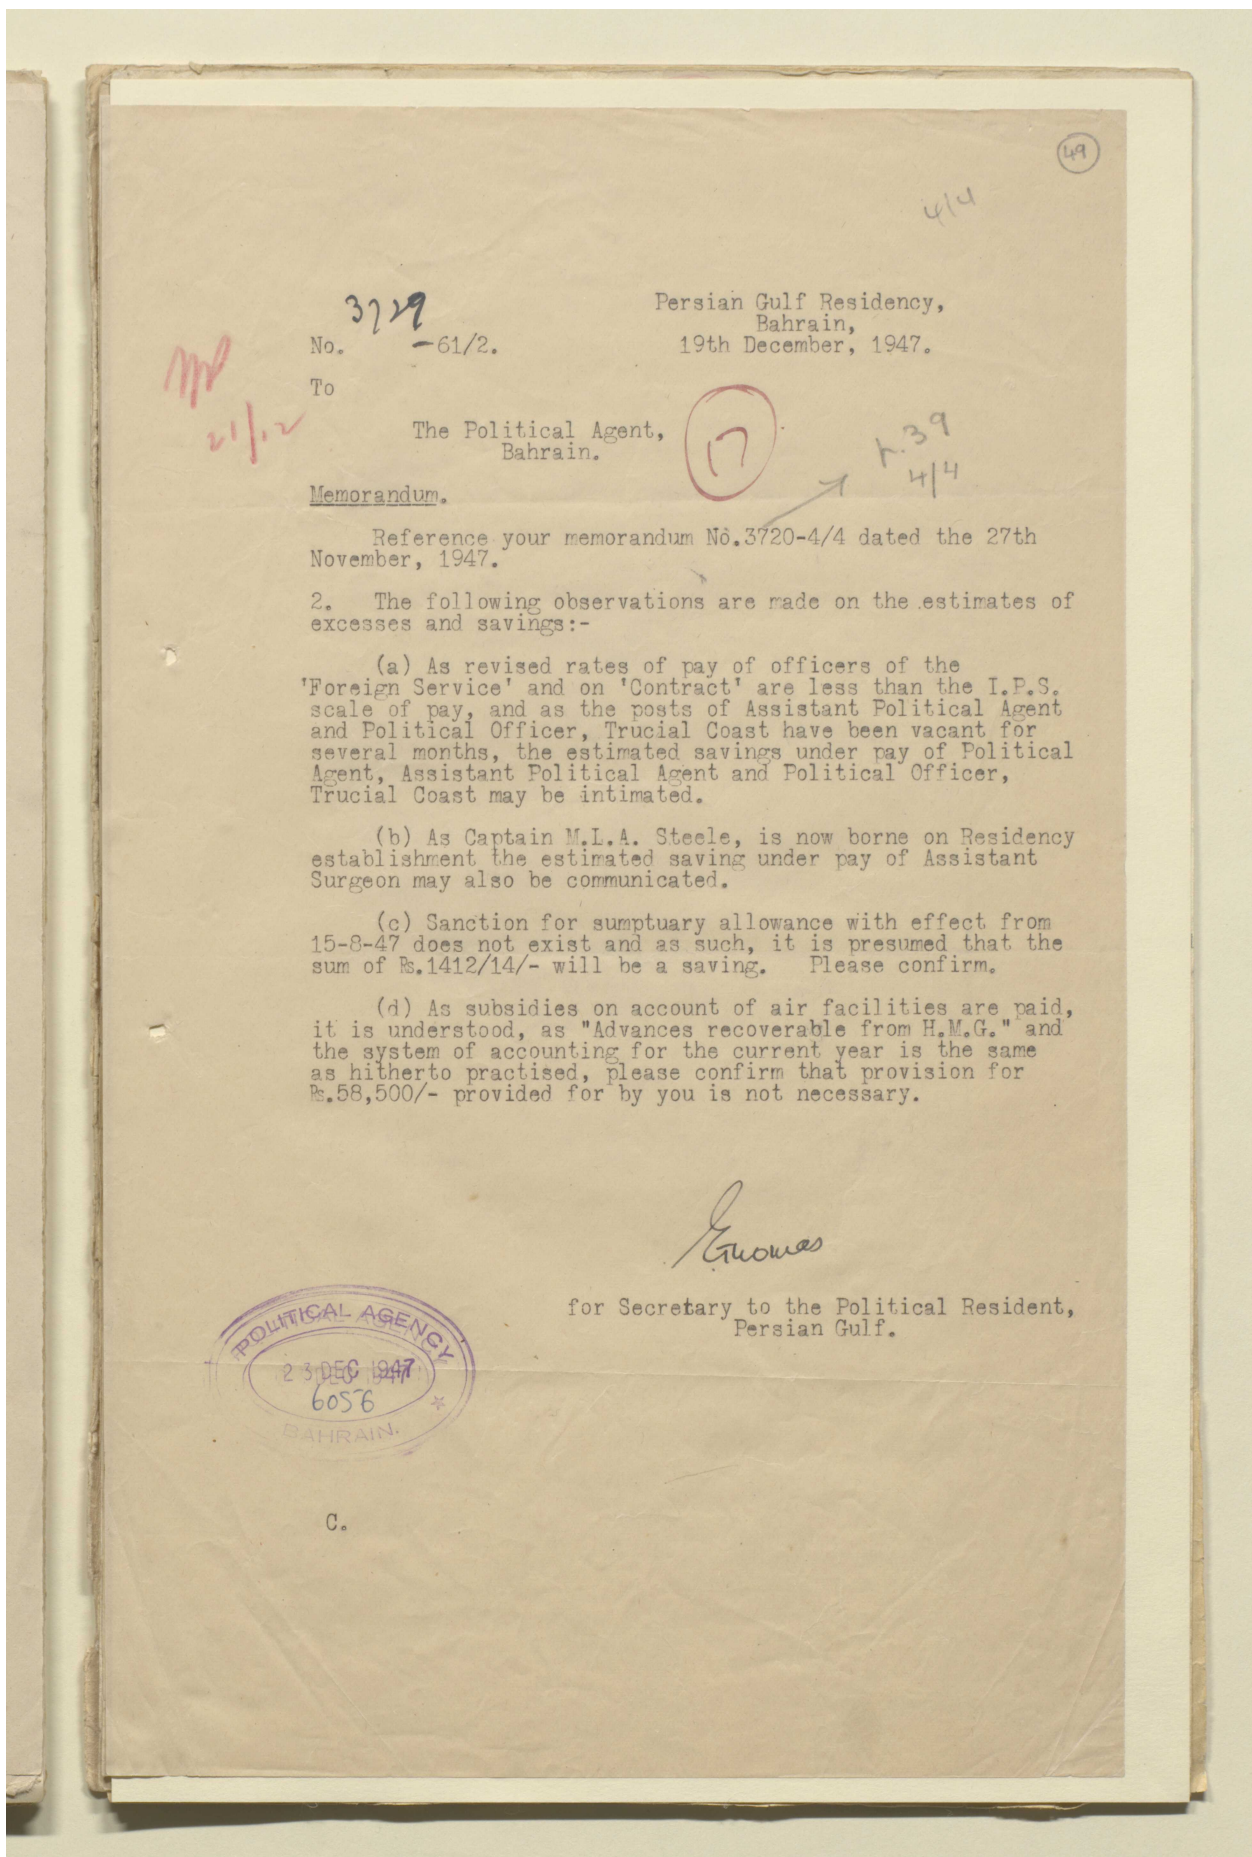 49
4/4
3729
Persian Gulf Residency,
Bahrain,
No. -61/2.
19th December, 1947.
21/12
To
The Political Agent,
Bahrain.
17
p.39
4/4
Memorandum.
Reference your memorandum No.3720-4/4 dated the 27th
November, 1947.
2. The following observations are made on the estimates of
excesses and savings:-
(a) As revised rates of pay of officers of the
'Foreign Service' and on 'Contract' are less than the I.P.S.
scale of pay, and as the posts of Assistant Political Agent
and Political Officer, Trucial Coast have been vacant for
several months, the estimated savings under pay of Political
Agent, Assistant Political Agent and Political Officer,
Trucial Coast may be intimated.
(b) As Captain M.L.A. Steele, is now borne on Residency
establishment the estimated saving under pay of Assistant
Surgeon may also be communicated.
(c) Sanction for sumptuary allowance with effect from
15-8-47 does not exist and as such, it is presumed that the
sum of Rs.1412/14/- will be a saving. Please confirm.
(d) As subsidies on account of air facilities are paid,
it is understood, as "Advances recoverable from H.M.G." and
the system of accounting for the current year is the same
as hitherto practised, please confirm that provision for
Rs.58,500/- provided for by you is not necessary.
for Secretary to the Political Resident,
Persian Gulf.
POLITICAL AGENCY
23 DEC 1947
6056
BAHRAIN.
C.